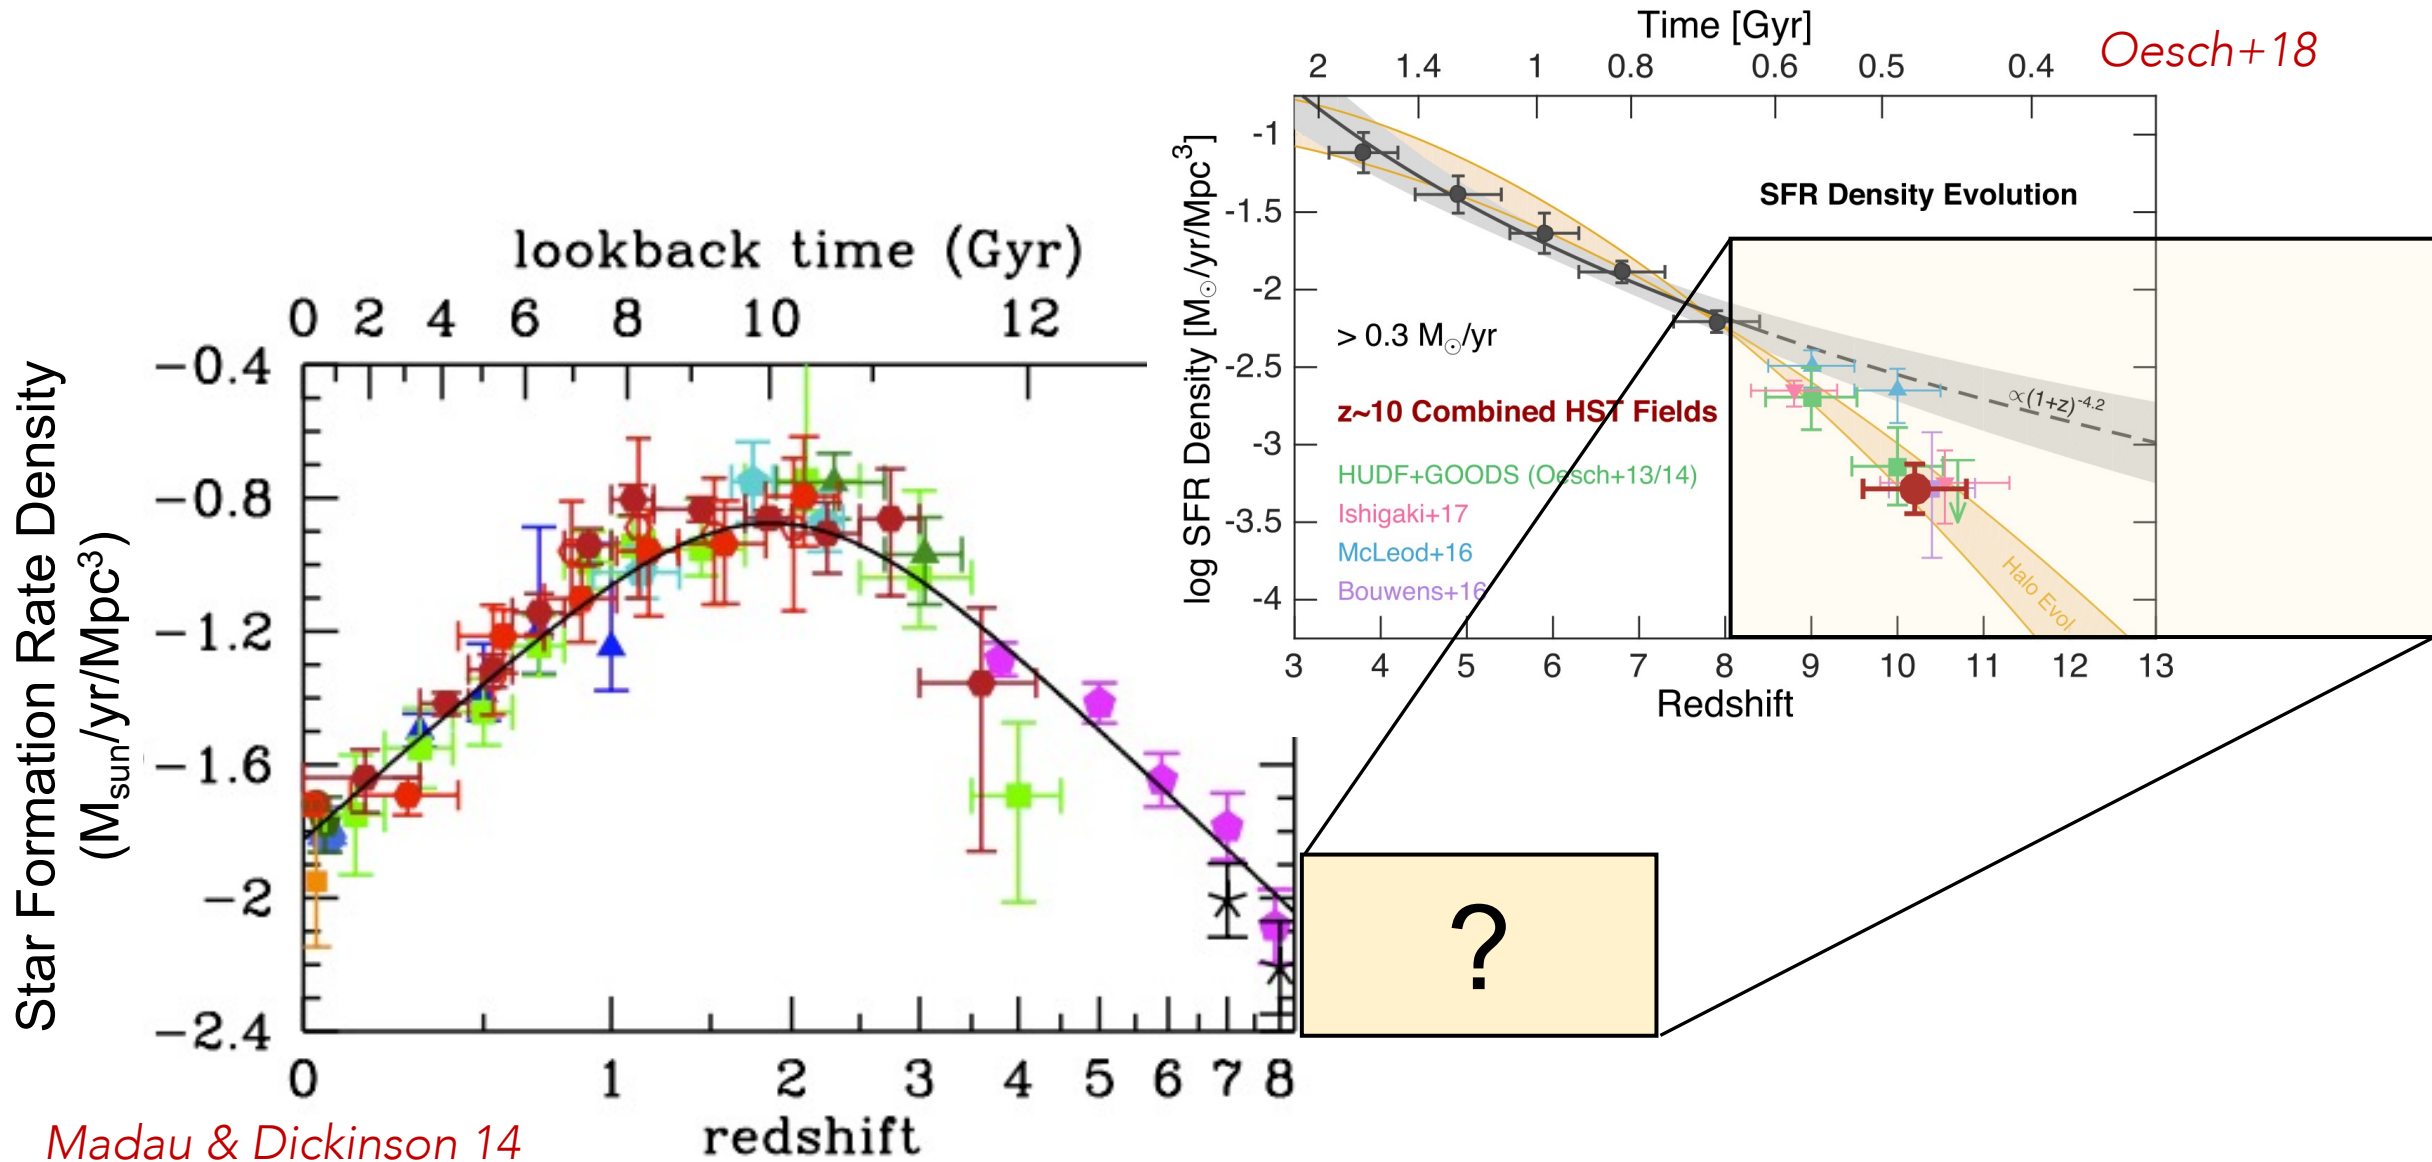 Time [Gyr]
Oesch+18
2 1.4 1 0.8 0.6 0.5 0.4
log SFR Density [M☉/yr/Mpc³]
-1
-1.5
-2
-2.5
-3
-3.5
-4
SFR Density Evolution
> 0.3 M☉/yr
z~10 Combined HST Fields
HUDF+GOODS (Oesch+13/14)
Ishigaki+17
McLeod+16
Bouwens+16
∝(1+z)^-4.2
Halo Evol
3 4 5 6 7 8 9 10 11 12 13
Redshift
lookback time (Gyr)
0 2 4 6 8 10 12
Star Formation Rate Density
(Msun/yr/Mpc³)
−0.4
−0.8
−1.2
−1.6
−2
−2.4
?
0 1 2 3 4 5 6 7 8
redshift
Madau & Dickinson 14